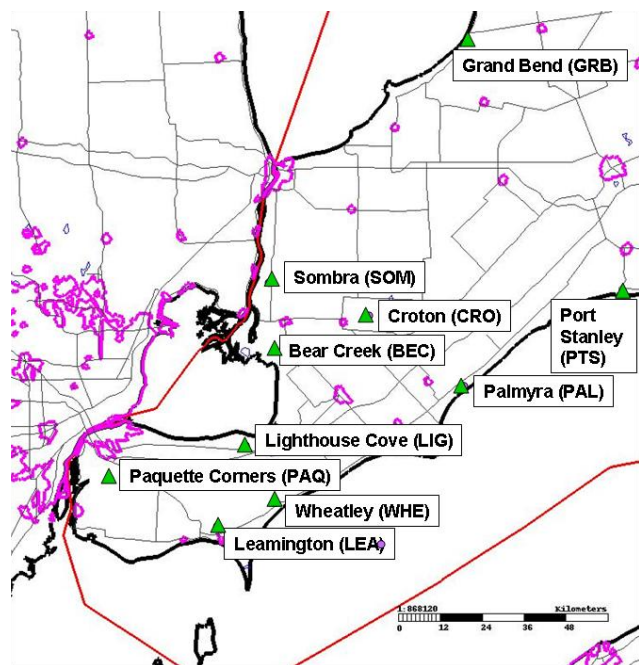 Grand Bend (GRB)
Sombra (SOM)
Croton (CRO)
Port
Stanley
(PTS)
Bear Creek (BEC)
Palmyra (PAL)
Lighthouse Cove (LIG)
Paquette Corners (PAQ)
Wheatley (WHE)
Leamington (LEA)
1:868120
Kilometers
0 12 24 36 48